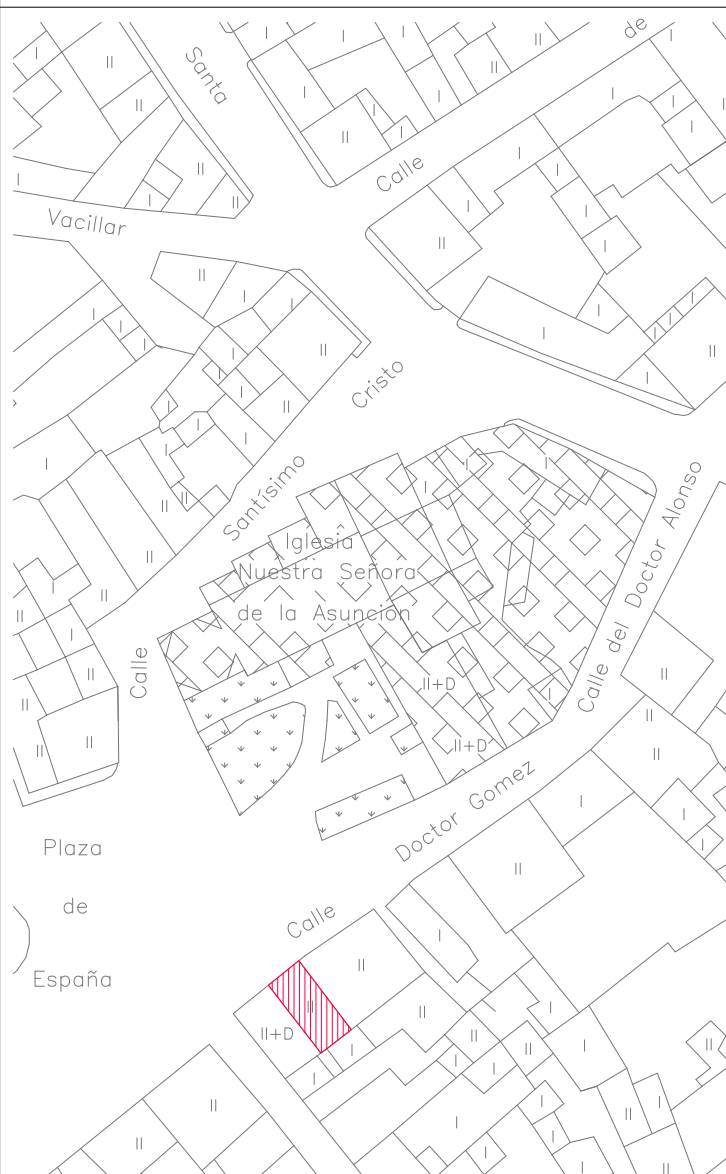 de
Santa
Calle
Vacillar
Cristo
Santísimo
Iglesia
Nuestra Señora
de la Asunción
Calle del Doctor Alonso
Calle
II+D
II+D
Doctor Gomez
Plaza
de
España
Calle
II+D